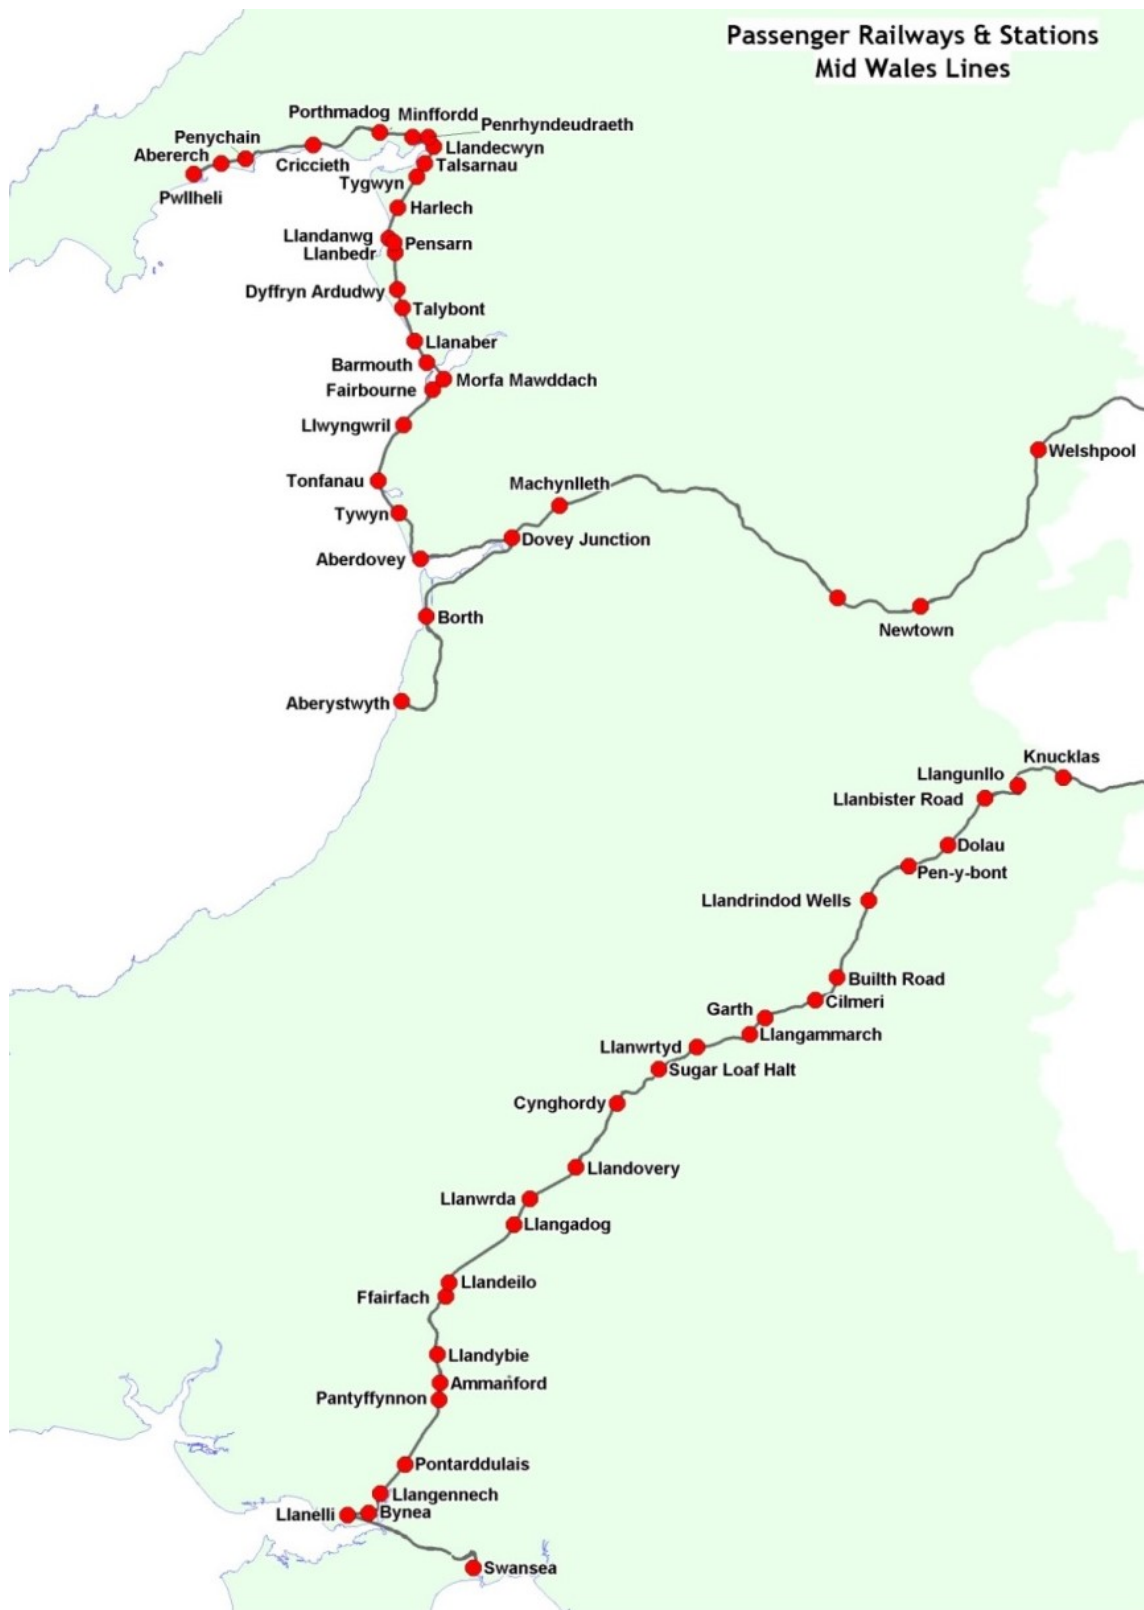 Passenger Railways & Stations
Mid Wales Lines
Porthmadog
Minffordd
Penrhyndeudraeth
Penychain
Llandecwyn
Abererch
Criccieth
Talsarnau
Tygwyn
Pwllheli
Harlech
Llandanwg
Pensarn
Llanbedr
Dyffryn Ardudwy
Talybont
Llanaber
Barmouth
Morfa Mawddach
Fairbourne
Llwyngwril
Welshpool
Tonfanau
Machynlleth
Tywyn
Dovey Junction
Aberdovey
Borth
Newtown
Aberystwyth
Knucklas
Llangunllo
Llanbister Road
Dolau
Pen-y-bont
Llandrindod Wells
Builth Road
Cilmeri
Garth
Llangammarch
Llanwrtyd
Sugar Loaf Halt
Cynghordy
Llandovery
Llanwrda
Llangadog
Llandeilo
Ffairfach
Llandybie
Ammanford
Pantyffynnon
Pontarddulais
Llangennech
Bynea
Llanelli
Swansea